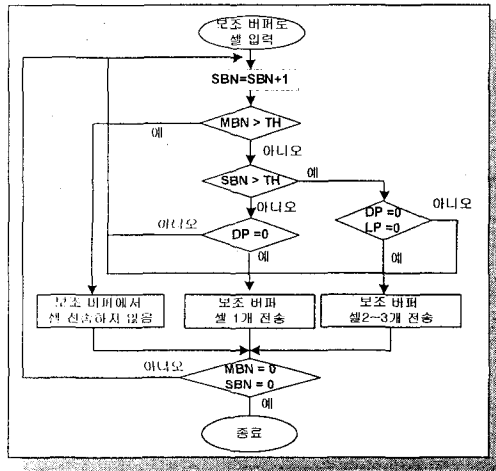 보조 버퍼로
셀 입력
SBN=SBN+1
MBN > TH
예
아니오
SBN > TH
예
아니오
아니오
DP =0
LP =0
아니오
DP =0
예
예
보조 버퍼에서
셀 전송하지 않음
보조 버퍼
셀 1개 전송
보조 버퍼
셀2~3개 전송
아니오
MBN = 0
SBN = 0
예
종료